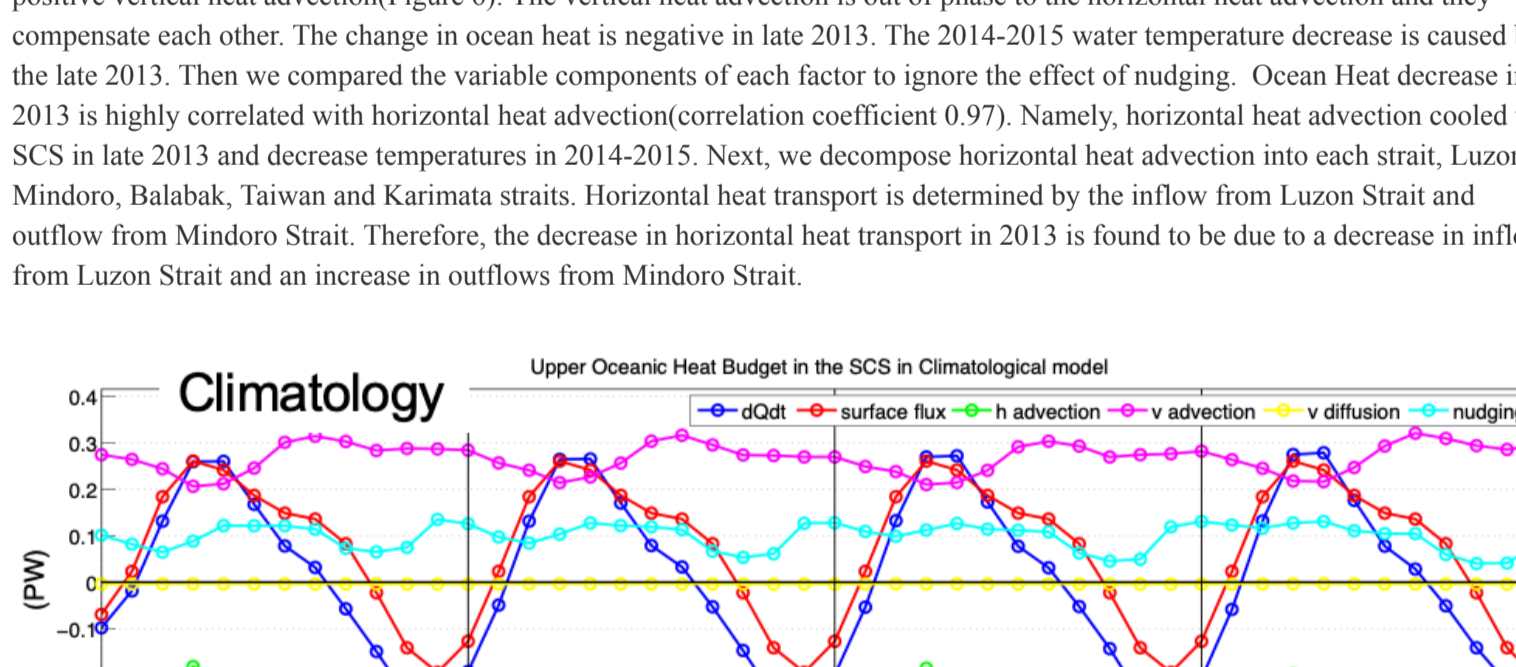 positive vertical heat advection(Figure 6). The vertical heat advection is out of phase to the horizontal heat advection and they
compensate each other. The change in ocean heat is negative in late 2013. The 2014-2015 water temperature decrease is caused
the late 2013. Then we compared the variable components of each factor to ignore the effect of nudging.  Ocean Heat decrease i
2013 is highly correlated with horizontal heat advection(correlation coefficient 0.97). Namely, horizontal heat advection cooled
SCS in late 2013 and decrease temperatures in 2014-2015. Next, we decompose horizontal heat advection into each strait, Luzo
Mindoro, Balabak, Taiwan and Karimata straits. Horizontal heat transport is determined by the inflow from Luzon Strait and
outflow from Mindoro Strait. Therefore, the decrease in horizontal heat transport in 2013 is found to be due to a decrease in infl
from Luzon Strait and an increase in outflows from Mindoro Strait.
Upper Oceanic Heat Budget in the SCS in Climatological model
Climatology
dQdt surface flux h advection v advection v diffusion nudging
0.4
0.3
0.2
0.1
0
-0.1
(PW)